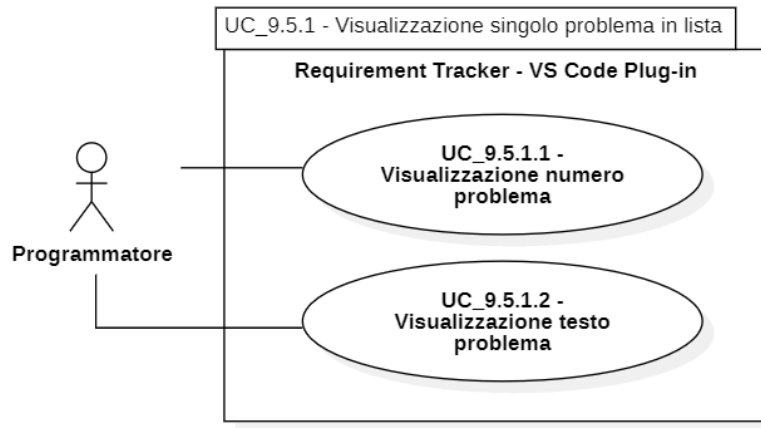 UC_9.5.1 - Visualizzazione singolo problema in lista
Requirement Tracker - VS Code Plug-in
UC_9.5.1.1 -
Visualizzazione numero
problema
Programmatore
UC_9.5.1.2 -
Visualizzazione testo
problema